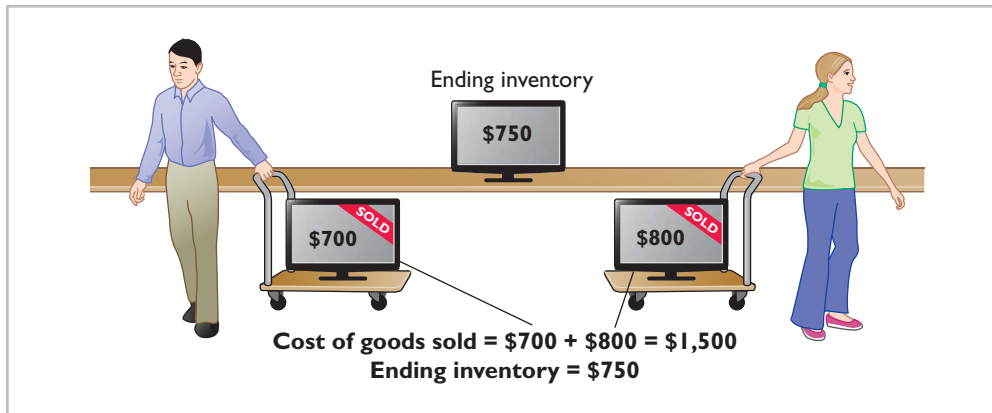 Ending inventory
$750
SOLD
$700
SOLD
$800
Cost of goods sold = $700 + $800 = $1,500
Ending inventory = $750